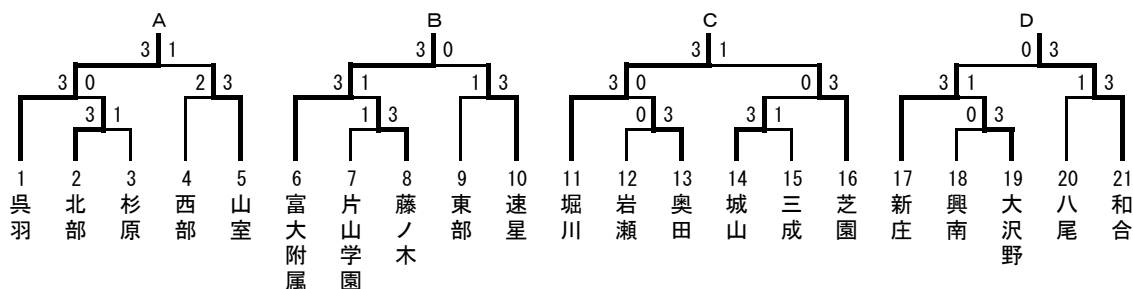 A B C D
3 1 3 0 3 1 0 3
3 0 2 3 3 1 1 3 3 0 0 3 3 1 1 3
3 1 1 3 0 3 3 1 0 3
1 2 3 4 5 6 7 8 9 10 11 12 13 14 15 16 17 18 19 20 21
呉羽
北部
杉原
西部
山室
富大附属
片山学園
藤ノ木
東部
速星
堀川
岩瀬
奥田
城山
三成
芝園
新庄
興南
大沢野
八尾
和合